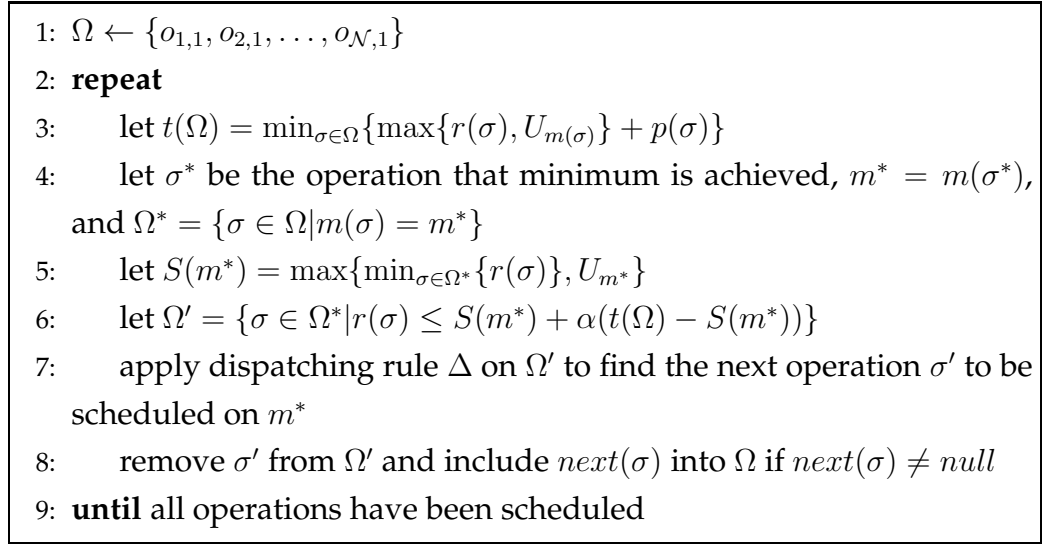 1: Ω ← {o_{1,1}, o_{2,1}, . . . , o_{𝒩,1}}
2: repeat
3: let t(Ω) = min_{σ∈Ω}{max{r(σ), U_{m(σ)}} + p(σ)}
4: let σ* be the operation that minimum is achieved, m* = m(σ*),
and Ω* = {σ ∈ Ω|m(σ) = m*}
5: let S(m*) = max{min_{σ∈Ω*}{r(σ)}, U_{m*}}
6: let Ω′ = {σ ∈ Ω*|r(σ) ≤ S(m*) + α(t(Ω) − S(m*))}
7: apply dispatching rule Δ on Ω′ to find the next operation σ′ to be
scheduled on m*
8: remove σ′ from Ω′ and include next(σ) into Ω if next(σ) ≠ null
9: until all operations have been scheduled